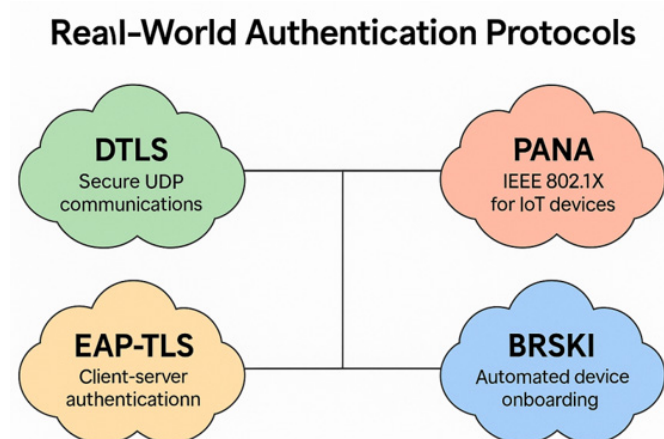 Real-World Authentication Protocols
DTLS
Secure UDP
communications
PANA
IEEE 802.1X
for IoT devices
EAP-TLS
Client-server
authenticationn
BRSKI
Automated device
onboarding